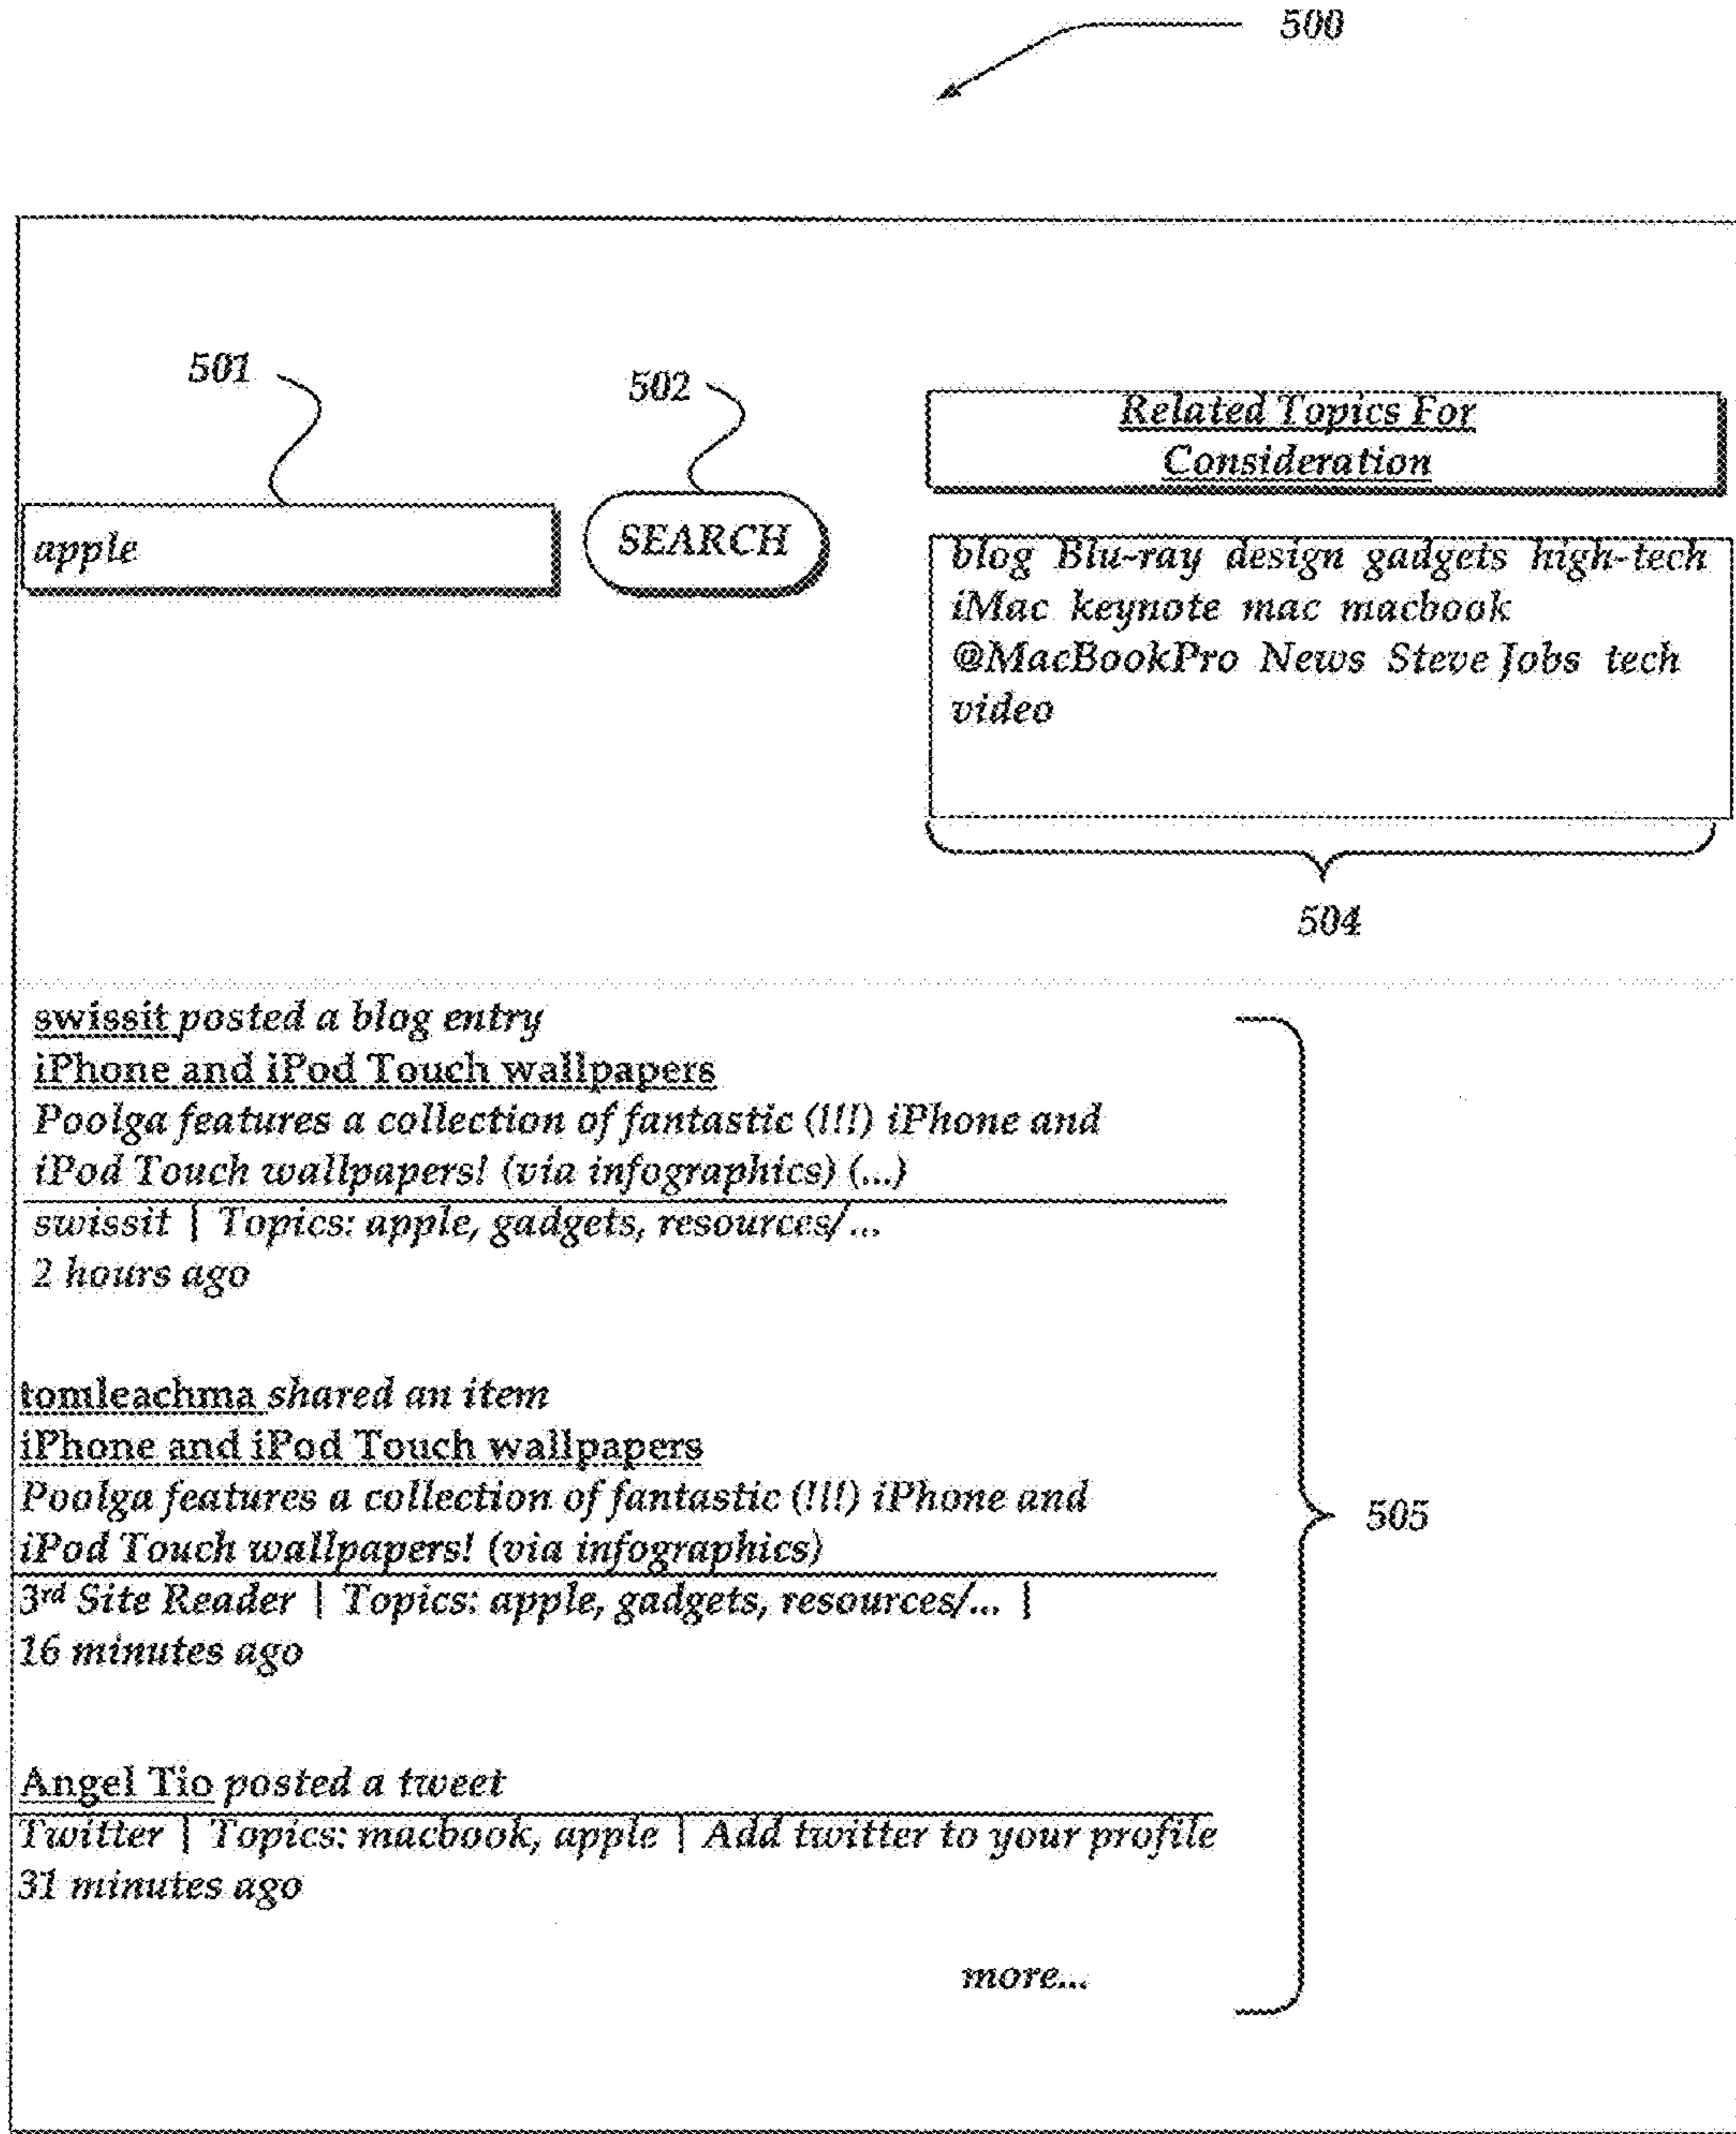 500
501
502
apple
SEARCH
Related Topics For
Consideration
blog Blu-ray design gadgets high-tech
iMac keynote mac macbook
@MacBookPro News Steve Jobs tech
video
504
swissit posted a blog entry
iPhone and iPod Touch wallpapers
Poolga features a collection of fantastic (!!!) iPhone and
iPod Touch wallpapers! (via infographics) (...)
swissit | Topics: apple, gadgets, resources/...
2 hours ago
tomleachma shared an item
iPhone and iPod Touch wallpapers
Poolga features a collection of fantastic (!!!) iPhone and
iPod Touch wallpapers! (via infographics)
3rd Site Reader | Topics: apple, gadgets, resources/... |
16 minutes ago
505
Angel Tio posted a tweet
Twitter | Topics: macbook, apple | Add twitter to your profile
31 minutes ago
more...